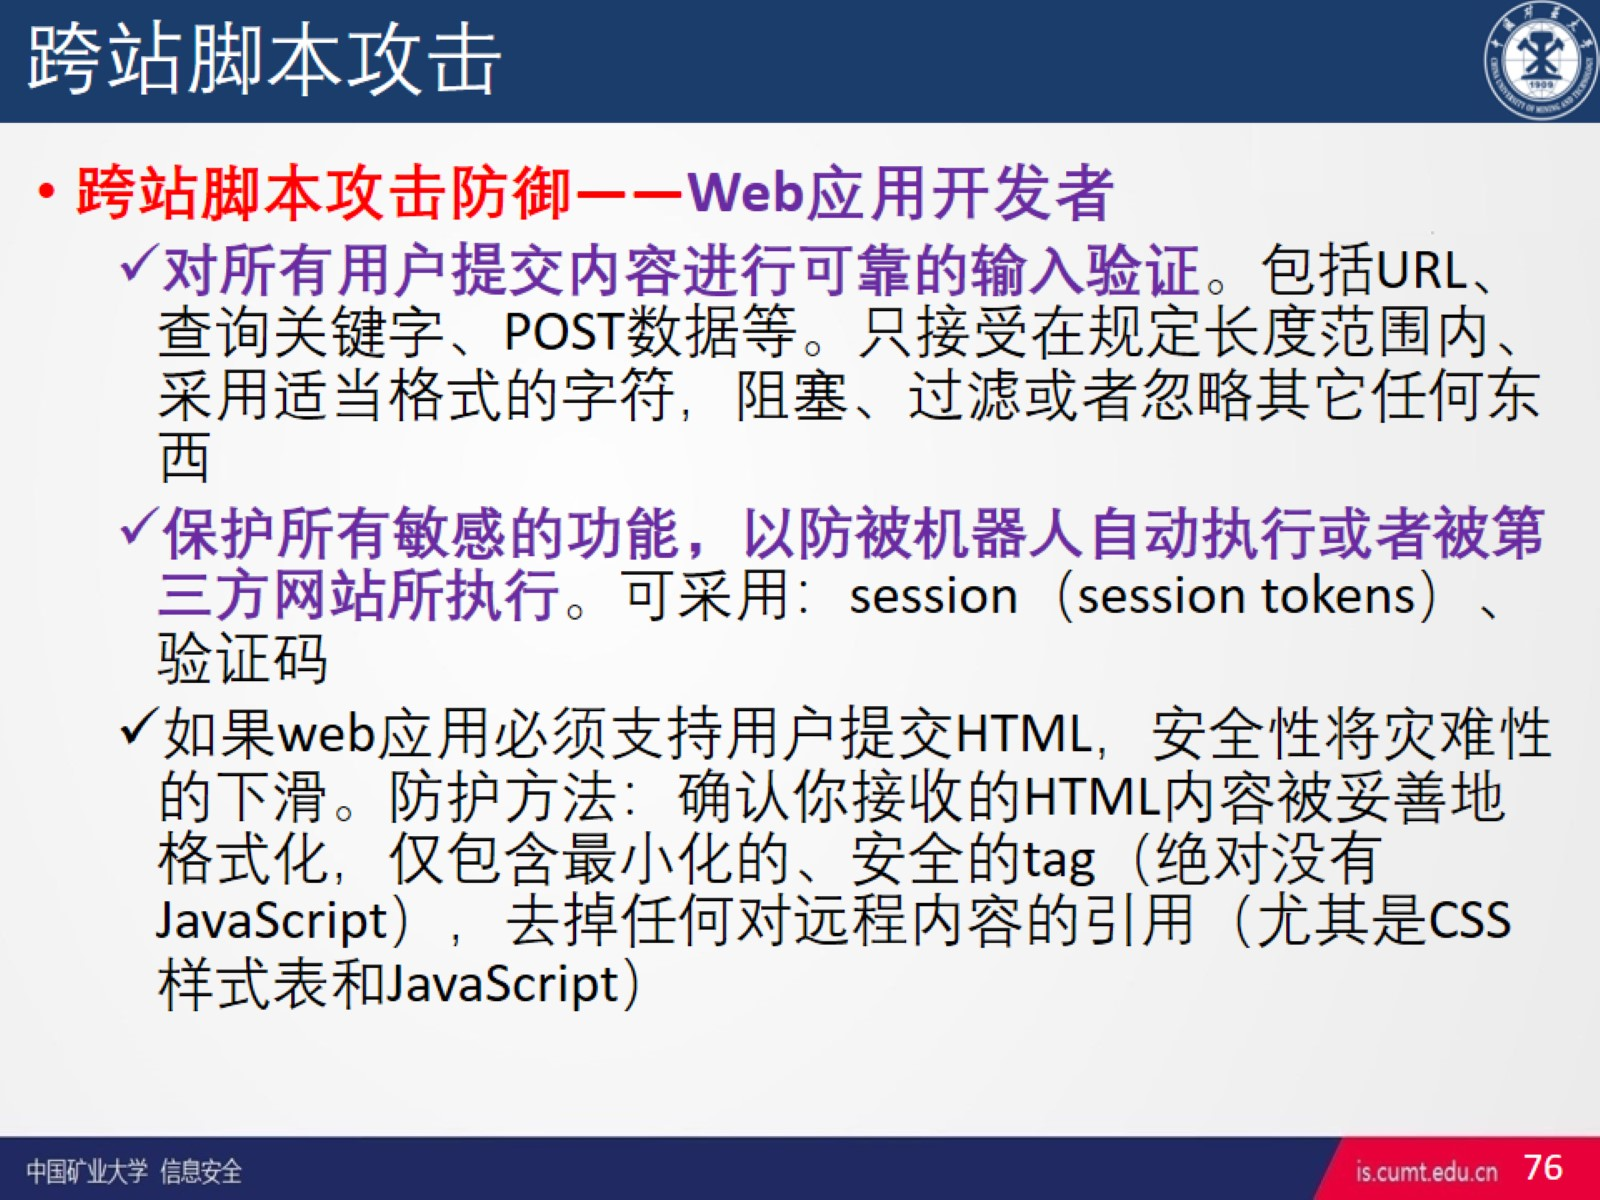 跨站脚本攻击
• 跨站脚本攻击防御——Web应用开发者
✓对所有用户提交内容进行可靠的输入验证。包括URL、
查询关键字、POST数据等。只接受在规定长度范围内、
采用适当格式的字符，阻塞、过滤或者忽略其它任何东
西
✓保护所有敏感的功能，以防被机器人自动执行或者被第
三方网站所执行。可采用：session（session tokens）、
验证码
✓如果web应用必须支持用户提交HTML，安全性将灾难性
的下滑。防护方法：确认你接收的HTML内容被妥善地
格式化，仅包含最小化的、安全的tag（绝对没有
JavaScript），去掉任何对远程内容的引用（尤其是CSS
样式表和JavaScript）
中国矿业大学 信息安全
is.cumt.edu.cn 76
CHINA UNIVERSITY OF MINING AND TECHNOLOGY
1909